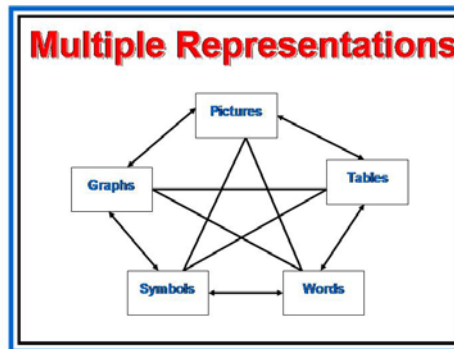 Multiple Representations
Pictures
Graphs
Tables
Symbols
Words